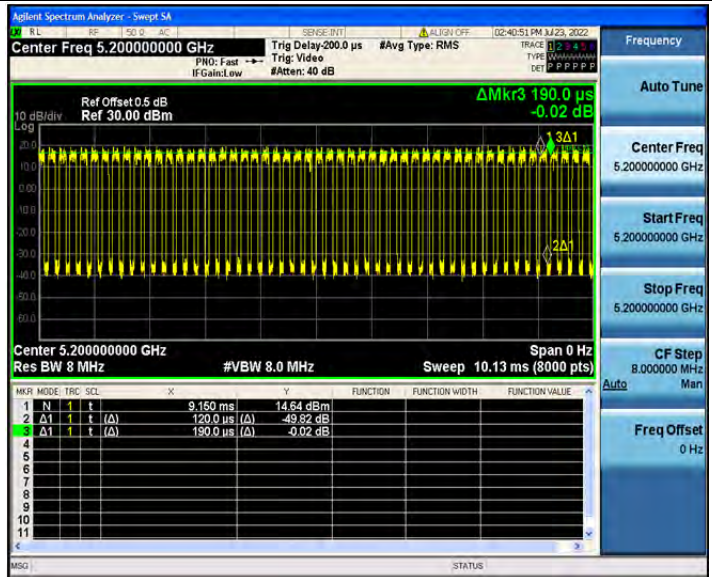 Agilent Spectrum Analyzer - Swept SA
RL RF 50 Ω AC SENSE:INT ALIGN OFF 02:40:51 PM Jul 23, 2022
Center Freq 5.200000000 GHz
PNO: Fast
IFGain:Low
Trig Delay-200.0 µs
Trig: Video
#Atten: 40 dB
#Avg Type: RMS
TRACE 1 2 3 4 5 6
TYPE
DET P P P P P P
Ref Offset 0.5 dB
10 dB/div Ref 30.00 dBm
Log
ΔMkr3 190.0 µs
-0.02 dB
20.0
10.0
0.00
-10.0
-20.0
-30.0
-40.0
-50.0
-60.0
1 3Δ1
2Δ1
Center 5.200000000 GHz Span 0 Hz
Res BW 8 MHz #VBW 8.0 MHz Sweep 10.13 ms (8000 pts)
MKR MODE TRC SCL X Y FUNCTION FUNCTION WIDTH FUNCTION VALUE
1 N 1 t 9.150 ms 14.64 dBm
2 Δ1 1 t (Δ) 120.0 µs (Δ) -49.82 dB
3 Δ1 1 t (Δ) 190.0 µs (Δ) -0.02 dB
4
5
6
7
8
9
10
11
MSG STATUS
Frequency
Auto Tune
Center Freq
5.200000000 GHz
Start Freq
5.200000000 GHz
Stop Freq
5.200000000 GHz
CF Step
8.000000 MHz
Auto Man
Freq Offset
0 Hz